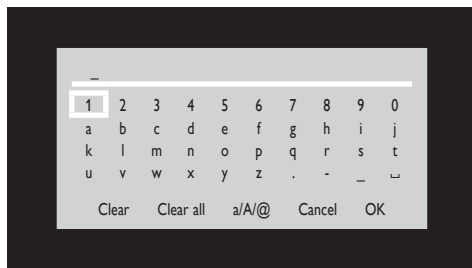 _
1 2 3 4 5 6 7 8 9 0
a b c d e f g h i j
k l m n o p q r s t
u v w x y z . - _ ⎵
Clear Clear all a/A/@ Cancel OK